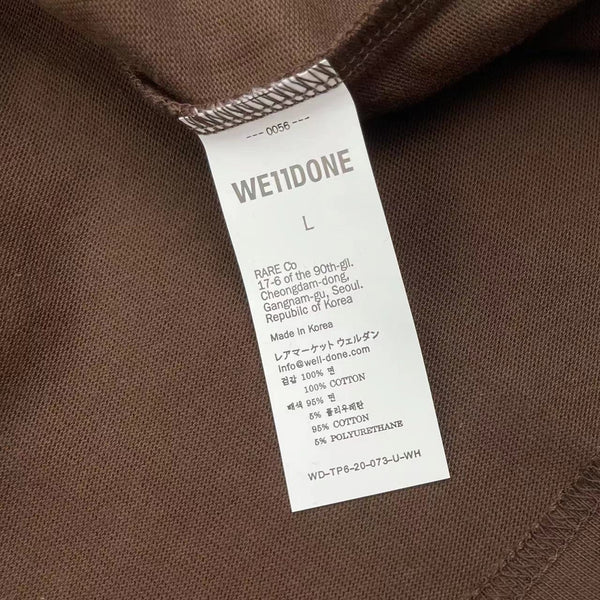 --- 0056 ---
WE11DONE
L
RARE Co
17-6 of the 90th-gil.
Cheongdam-dong,
Gangnam-gu, Seoul.
Republic of Korea
Made in Korea
レアマーケット ウェルダン
Info@well-done.com
겉감 100% 면
100% COTTON
배색 95% 면
5% 폴리우레탄
95% COTTON
5% POLYURETHANE
WD-TP6-20-073-U-WH